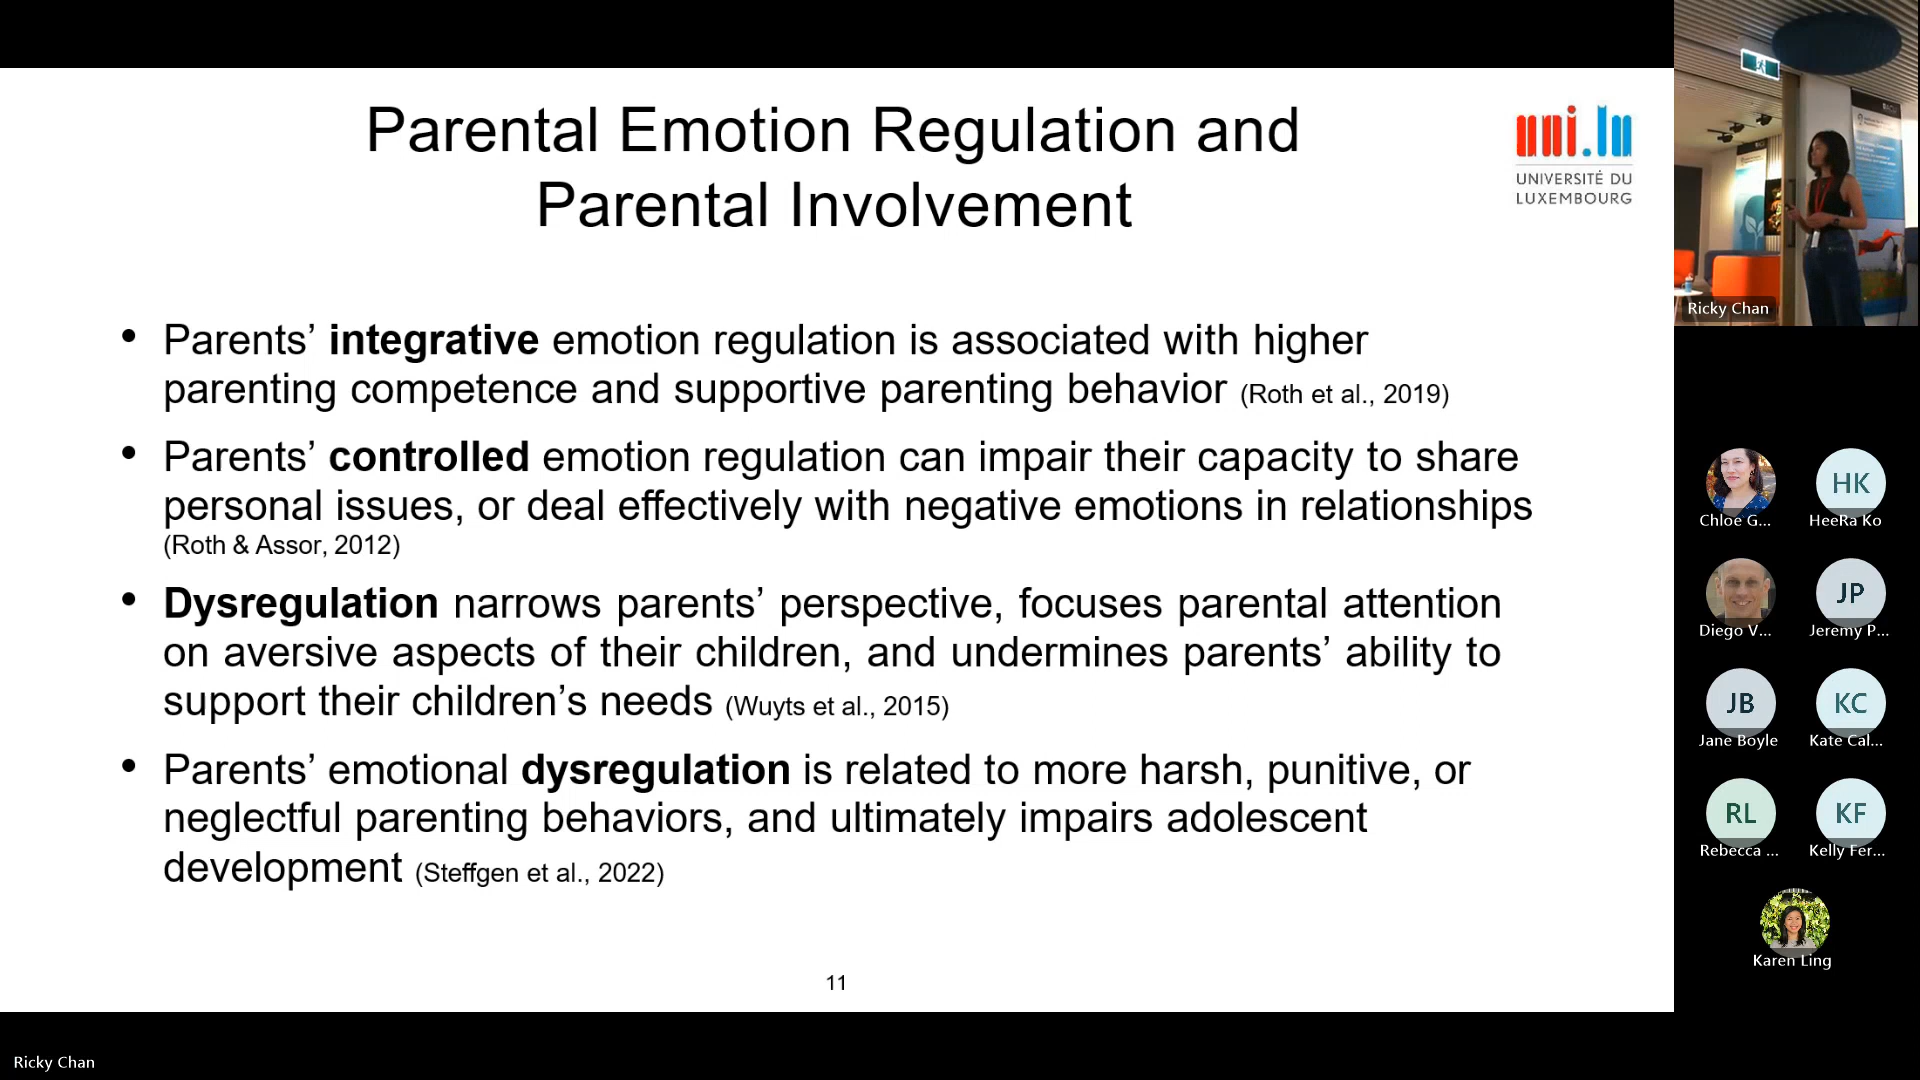 Parental Emotion Regulation and
Parental Involvement
uni.lu
UNIVERSITÉ DU
LUXEMBOURG
• Parents’ integrative emotion regulation is associated with higher
parenting competence and supportive parenting behavior (Roth et al., 2019)
• Parents’ controlled emotion regulation can impair their capacity to share
personal issues, or deal effectively with negative emotions in relationships
(Roth & Assor, 2012)
• Dysregulation narrows parents’ perspective, focuses parental attention
on aversive aspects of their children, and undermines parents’ ability to
support their children’s needs (Wuyts et al., 2015)
• Parents’ emotional dysregulation is related to more harsh, punitive, or
neglectful parenting behaviors, and ultimately impairs adolescent
development (Steffgen et al., 2022)
11
Ricky Chan
Ricky Chan
Chloe G...
HK
HeeRa Ko
Diego V...
JP
Jeremy P...
JB
Jane Boyle
KC
Kate Cal...
RL
Rebecca ...
KF
Kelly Fer...
Karen Ling